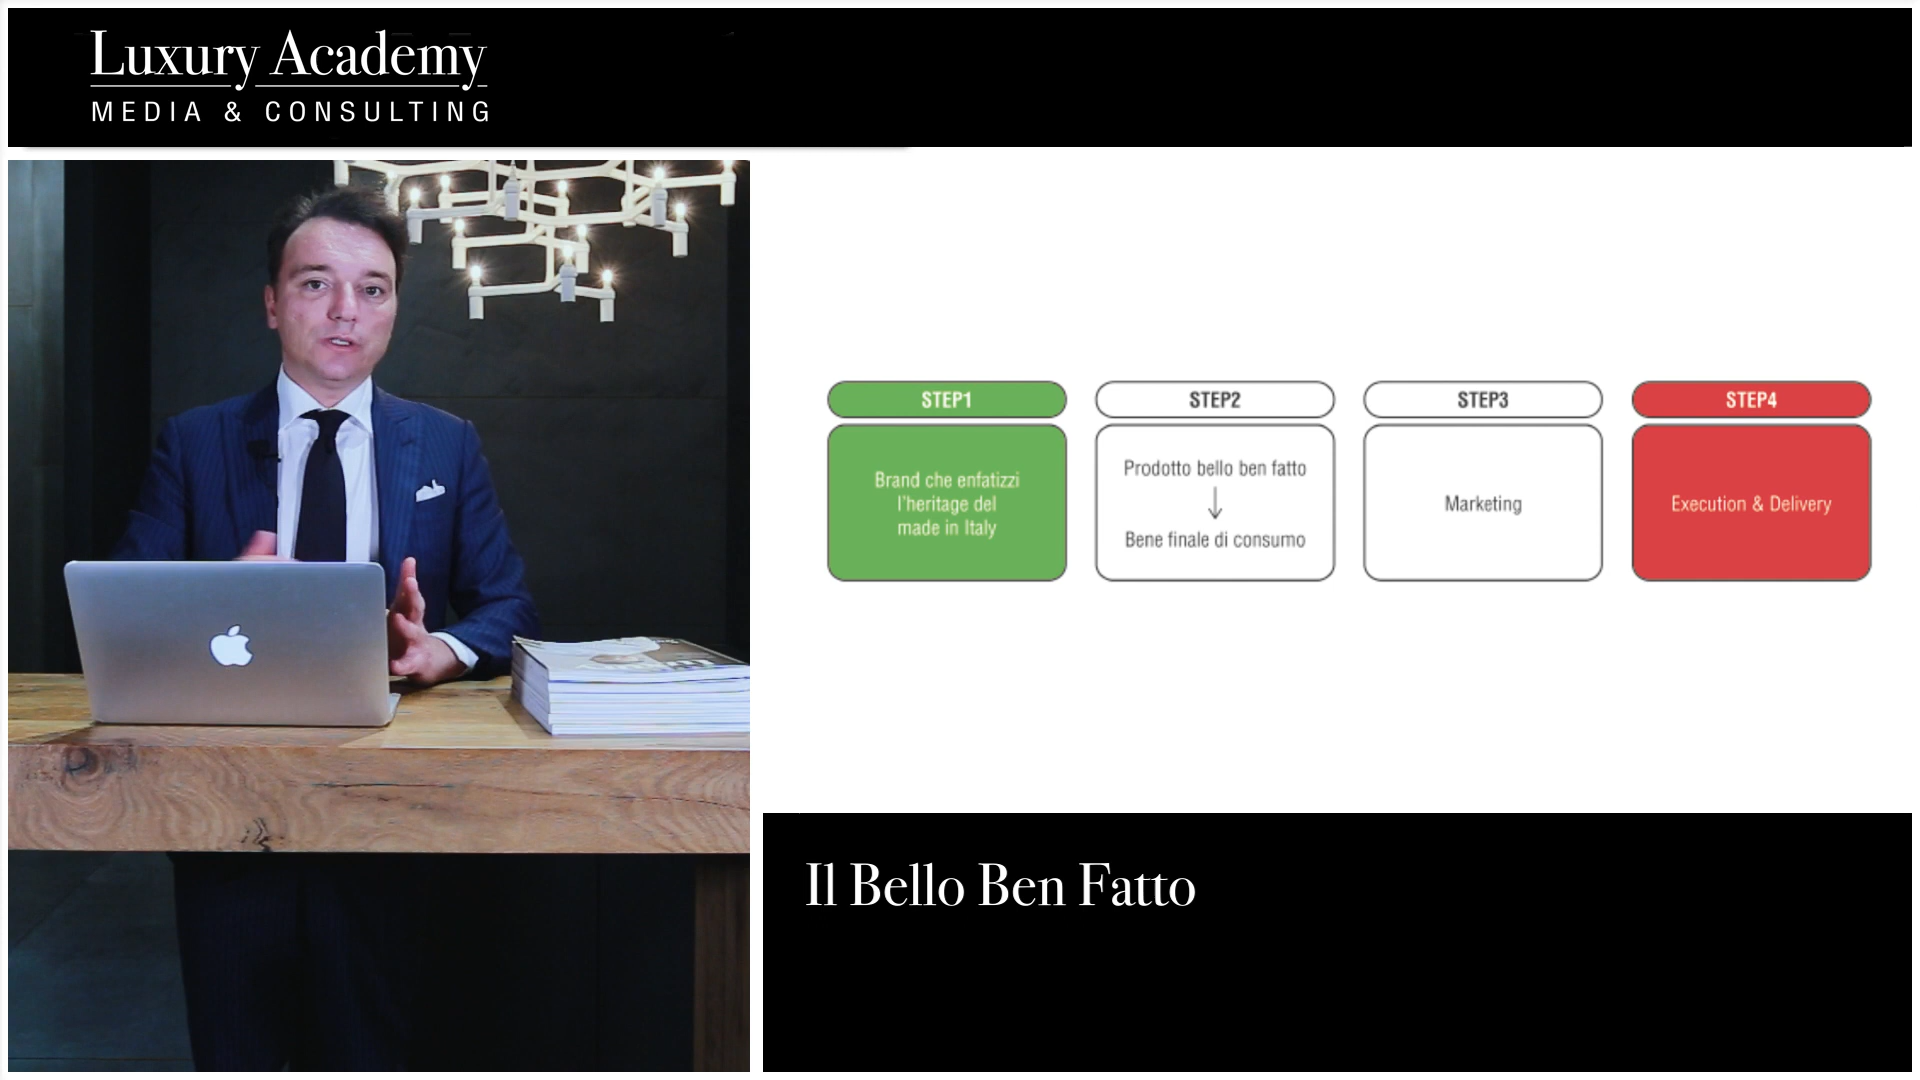 Luxury Academy
MEDIA & CONSULTING
STEP1
Brand che enfatizzi
l'heritage del
made in Italy
STEP2
Prodotto bello ben fatto
↓
Bene finale di consumo
STEP3
Marketing
STEP4
Execution & Delivery
Il Bello Ben Fatto